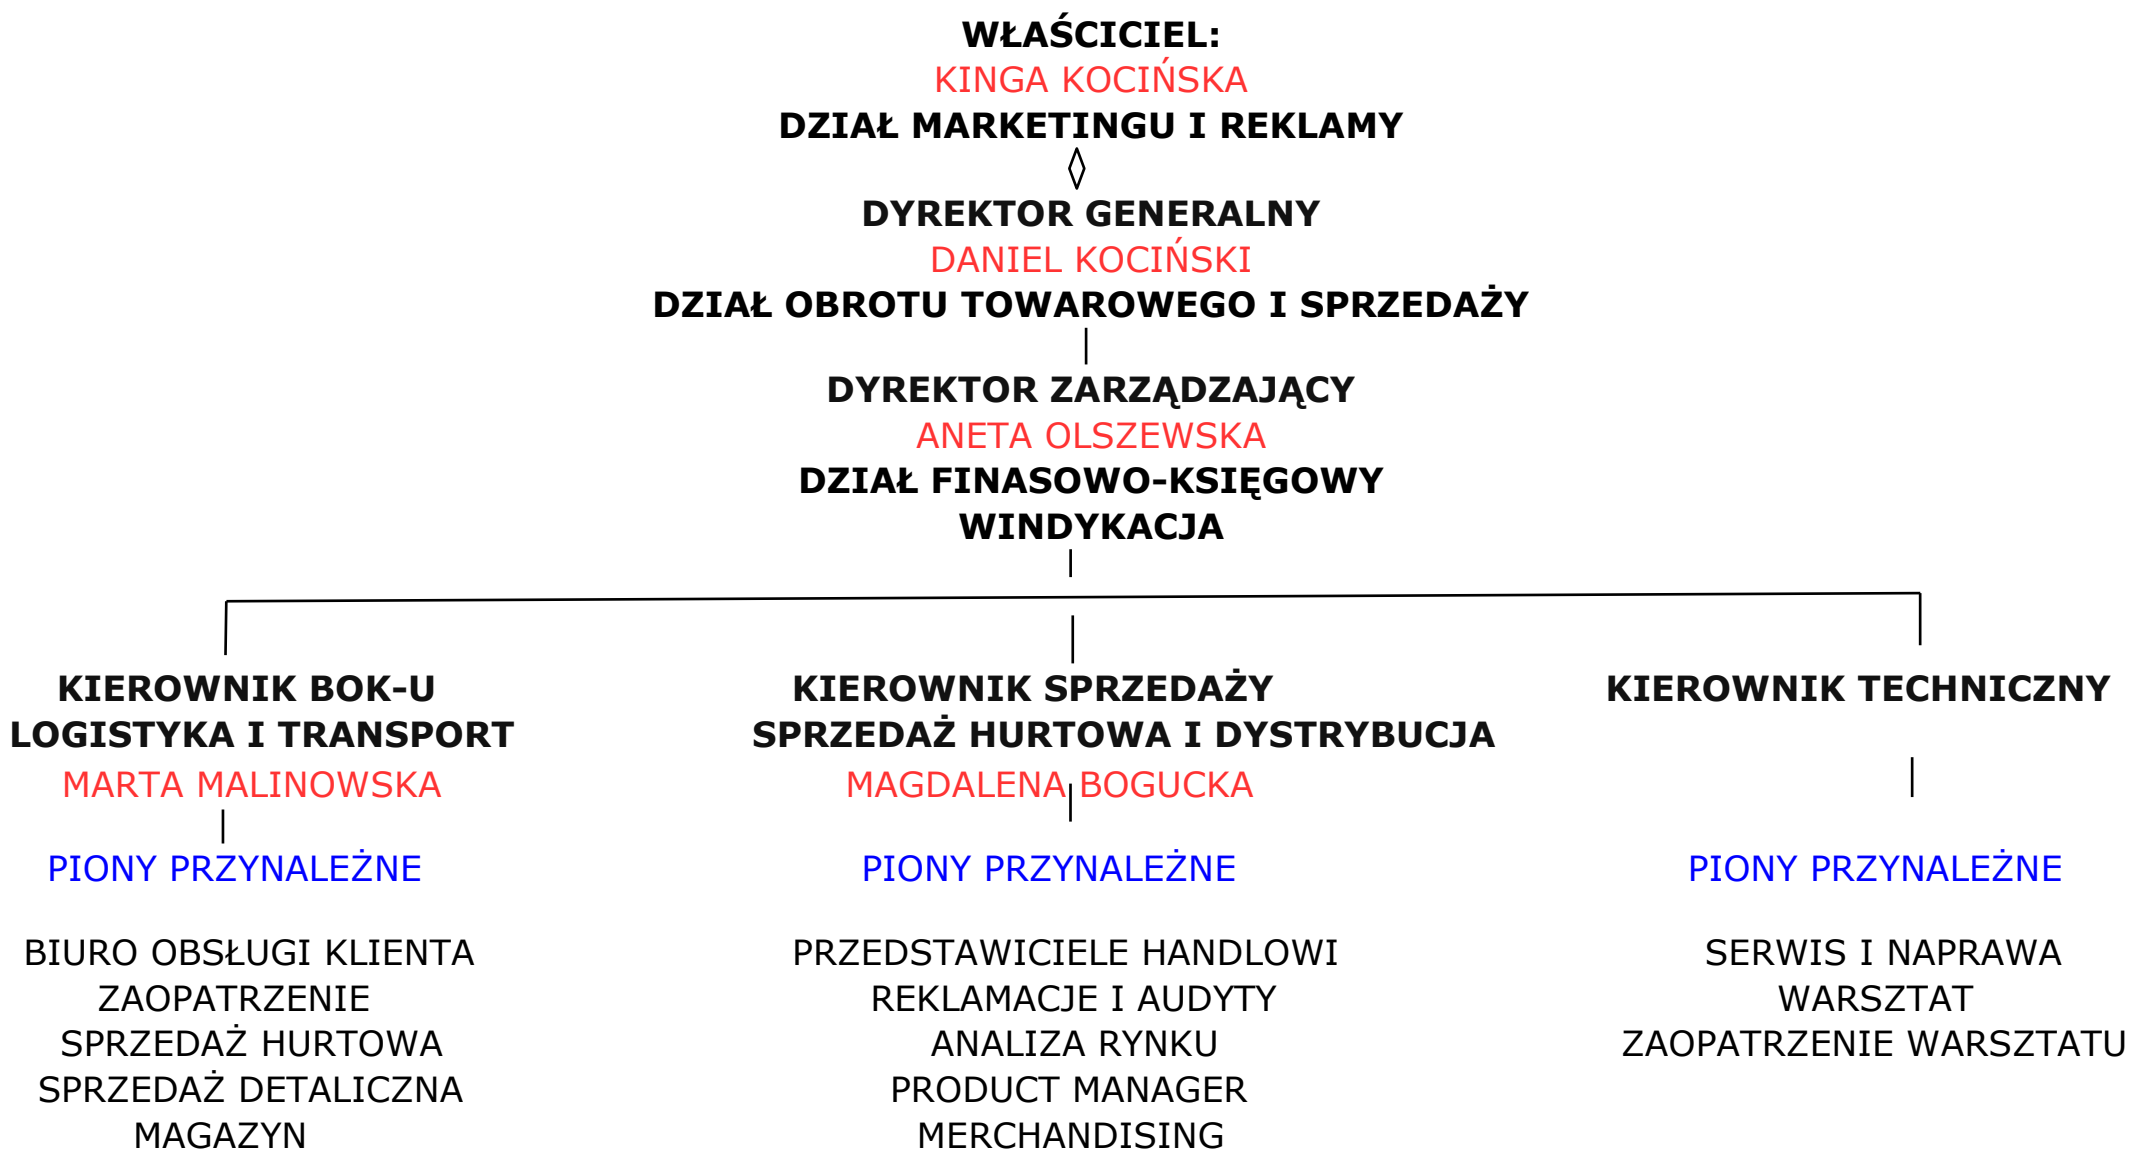 WŁAŚCICIEL:
KINGA KOCIŃSKA
DZIAŁ MARKETINGU I REKLAMY
DYREKTOR GENERALNY
DANIEL KOCIŃSKI
DZIAŁ OBROTU TOWAROWEGO I SPRZEDAŻY
DYREKTOR ZARZĄDZAJĄCY
ANETA OLSZEWSKA
DZIAŁ FINASOWO-KSIĘGOWY
WINDYKACJA
KIEROWNIK BOK-U
LOGISTYKA I TRANSPORT
MARTA MALINOWSKA
PIONY PRZYNALEŻNE
BIURO OBSŁUGI KLIENTA
ZAOPATRZENIE
SPRZEDAŻ HURTOWA
SPRZEDAŻ DETALICZNA
MAGAZYN
KIEROWNIK SPRZEDAŻY
SPRZEDAŻ HURTOWA I DYSTRYBUCJA
MAGDALENA BOGUCKA
PIONY PRZYNALEŻNE
PRZEDSTAWICIELE HANDLOWI
REKLAMACJE I AUDYTY
ANALIZA RYNKU
PRODUCT MANAGER
MERCHANDISING
KIEROWNIK TECHNICZNY
PIONY PRZYNALEŻNE
SERWIS I NAPRAWA
WARSZTAT
ZAOPATRZENIE WARSZTATU